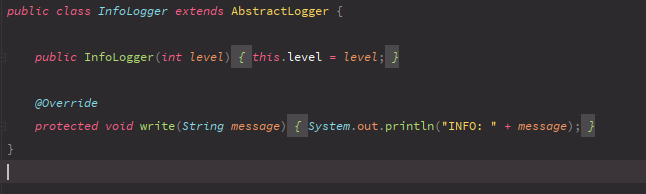 public class InfoLogger extends AbstractLogger {
public InfoLogger(int level) { this.level = level; }
@Override
protected void write(String message) { System.out.println("INFO: " + message); }
}